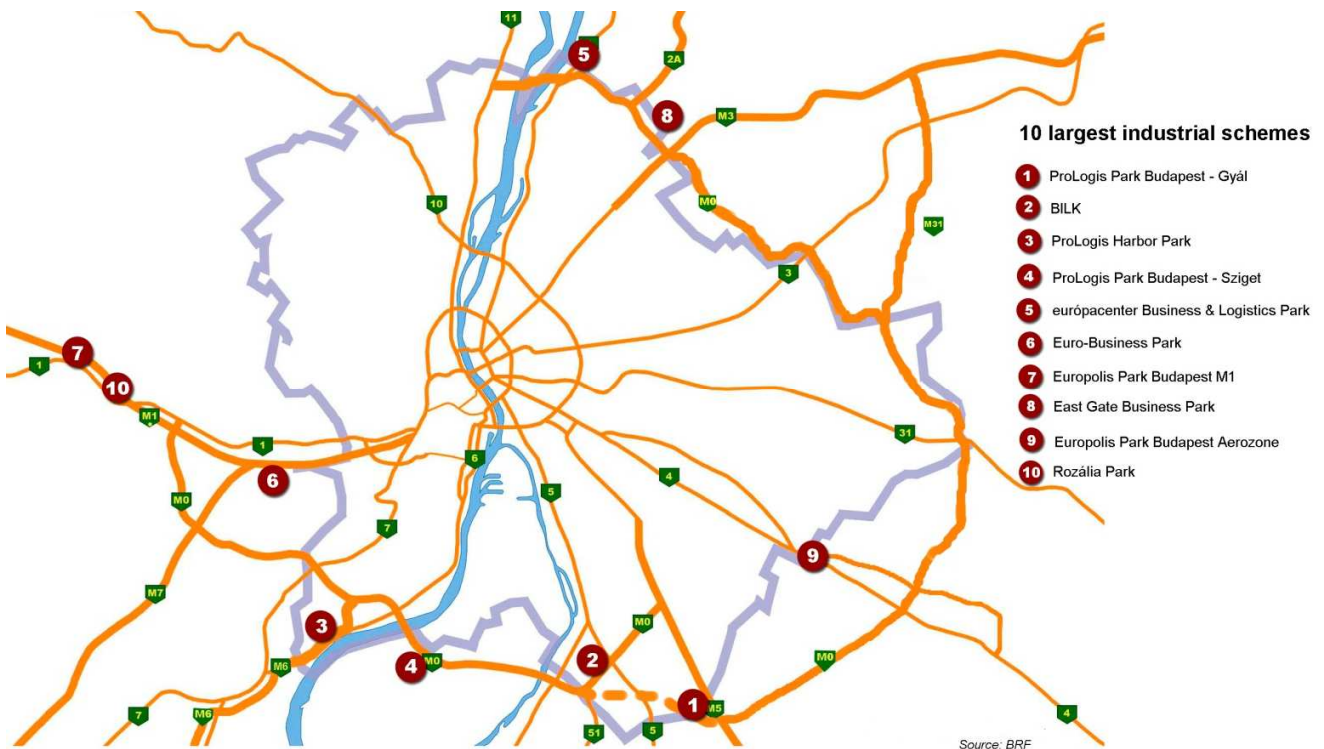 11
5
2A
8
M3
10
M0
M31
3
7
1
10
M1
1
6
6
5
4
31
M0
7
9
M7
3
M0
2
M6
4
M0
M0
1
M5
7
M6
51
5
4
10 largest industrial schemes
1 ProLogis Park Budapest - Gyál
2 BILK
3 ProLogis Harbor Park
4 ProLogis Park Budapest - Sziget
5 európacenter Business & Logistics Park
6 Euro-Business Park
7 Europolis Park Budapest M1
8 East Gate Business Park
9 Europolis Park Budapest Aerozone
10 Rozália Park
Source: BRF